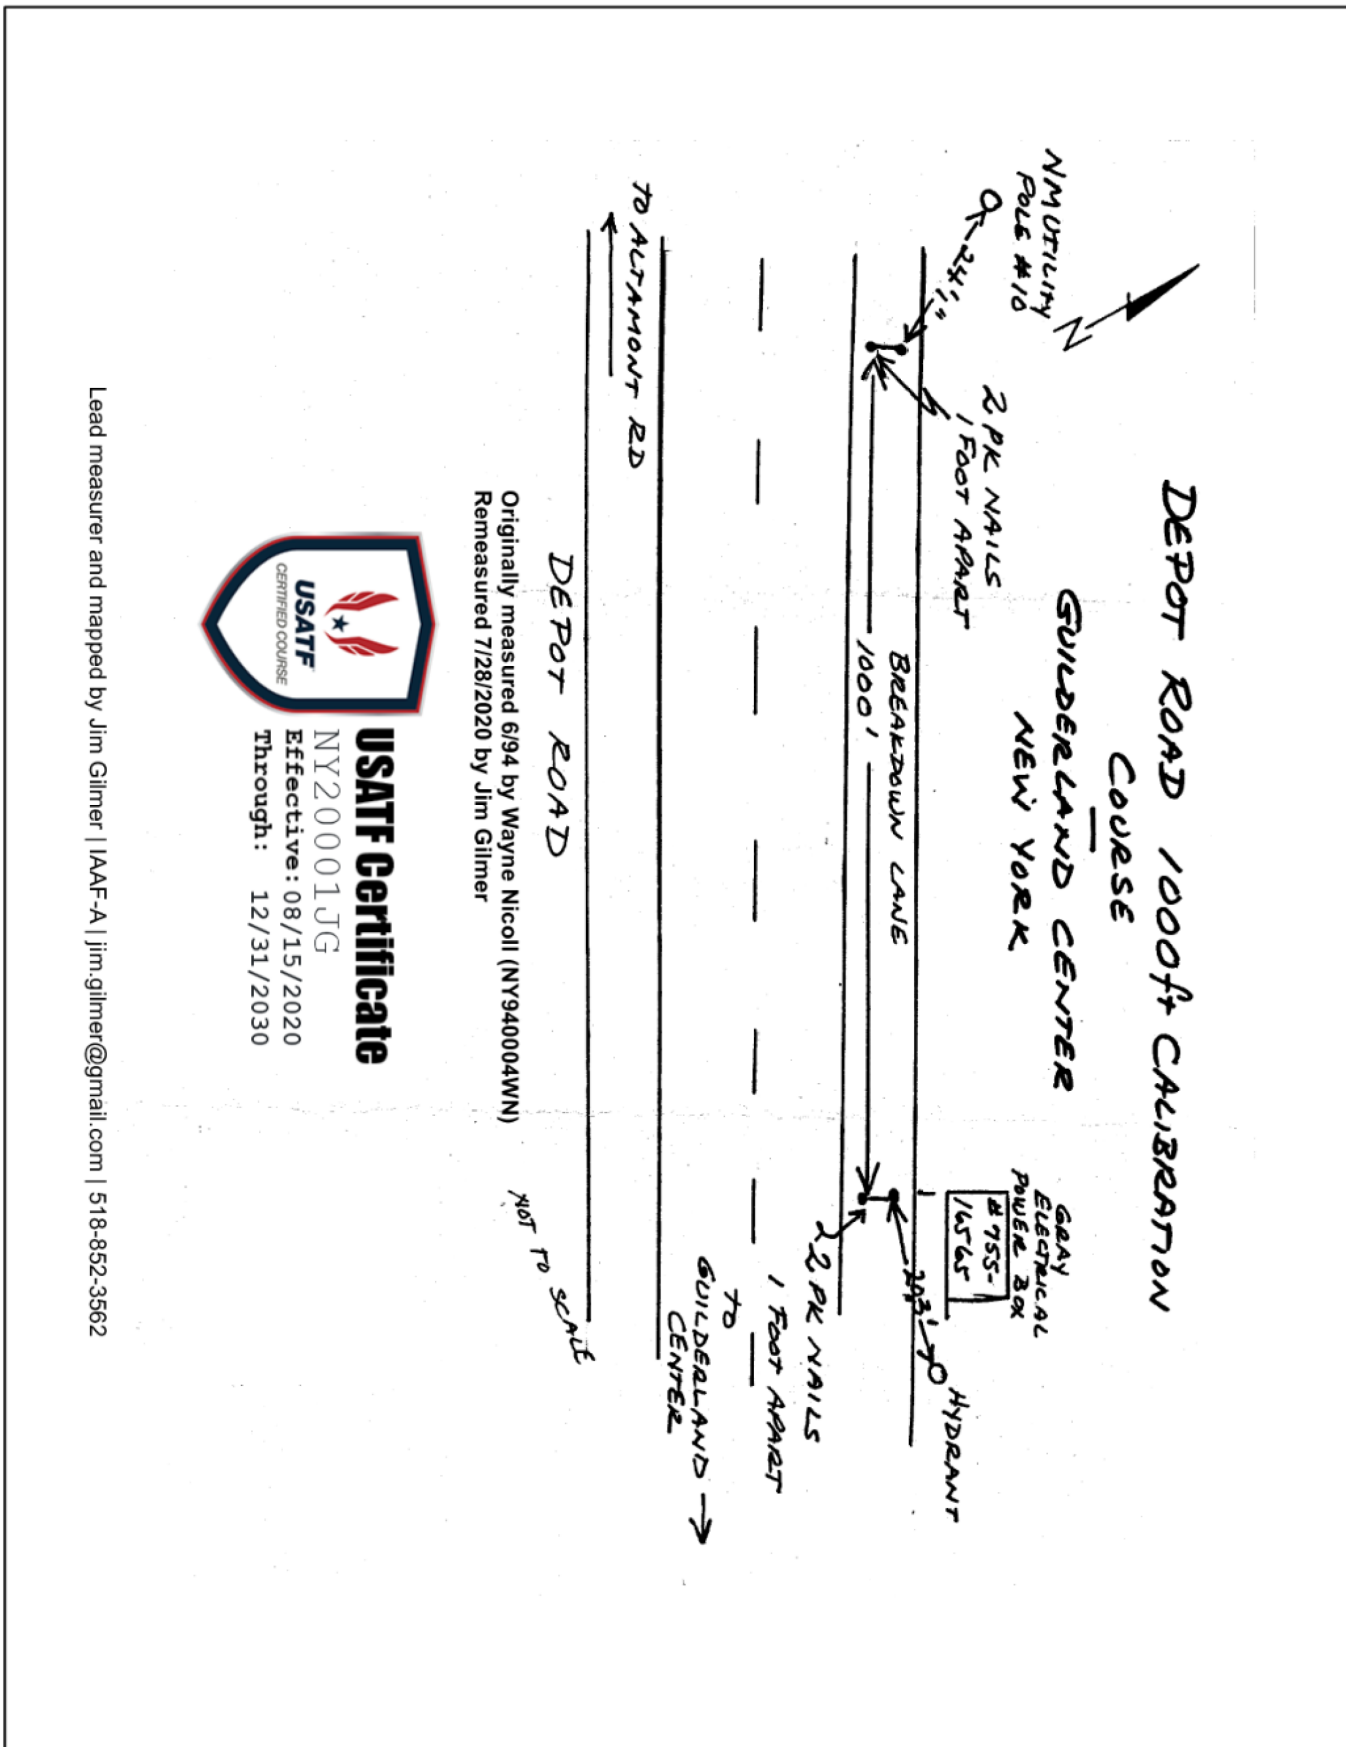 DEPOT ROAD 1000ft CALIBRATION
COURSE
GUILDERLAND CENTER
NEW YORK
NM UTILITY
POLE #10
N
24'1"
2 PK NAILS
1 FOOT APART
GRAY
ELECTRICAL
POWER BOX
#755-
16565
HYDRANT
BREAKDOWN LANE
1000'
2 PK NAILS
1 FOOT APART
TO
GUILDERLAND
CENTER
TO ALTAMONT RD
DEPOT ROAD
NOT TO SCALE
Originally measured 6/94 by Wayne Nicoll (NY940004WN)
Remeasured 7/28/2020 by Jim Gilmer
USATF
CERTIFIED COURSE
USATF Certificate
NY20001JG
Effective: 08/15/2020
Through: 12/31/2030
Lead measurer and mapped by Jim Gilmer | IAAF-A | jim.gilmer@gmail.com | 518-852-3562